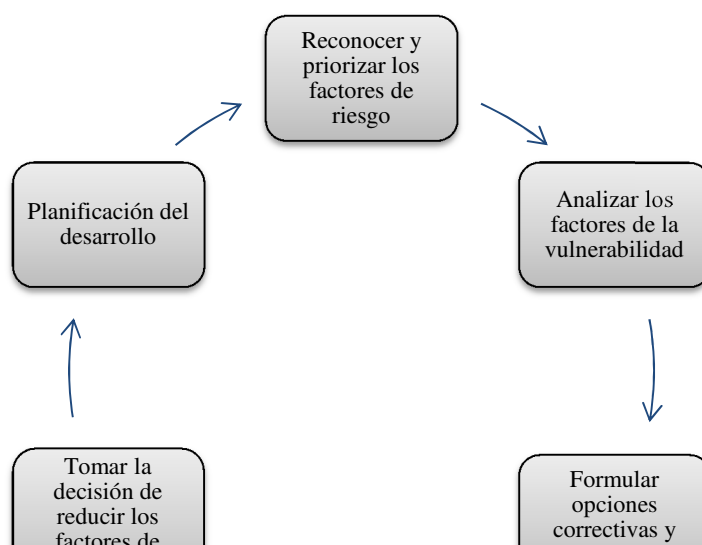 Reconocer y
priorizar los
factores de
riesgo
Planificación del
desarrollo
Analizar los
factores de la
vulnerabilidad
Tomar la
decisión de
reducir los
factores de
Formular
opciones
correctivas y